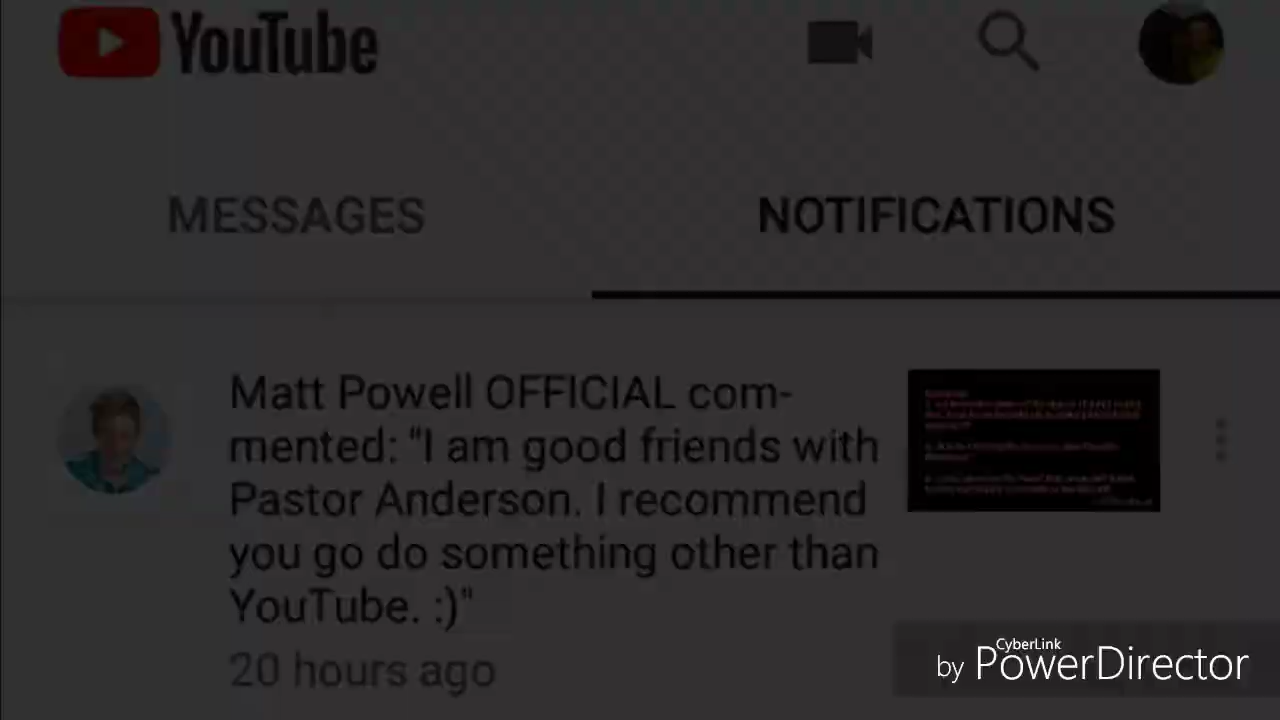 YouTube
MESSAGES
NOTIFICATIONS
Matt Powell OFFICIAL com-
mented: "I am good friends with
Pastor Anderson. I recommend
you go do something other than
YouTube. :)"
20 hours ago
CyberLink
by PowerDirector